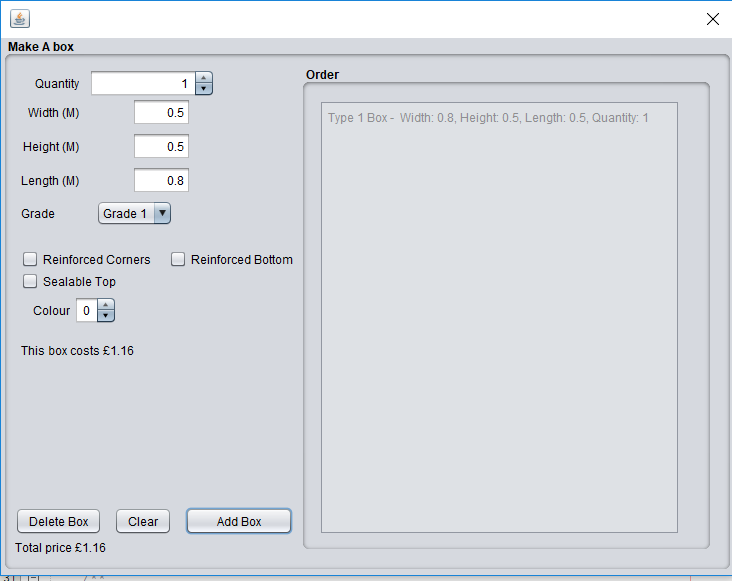 Make A box
Quantity 1
Width (M) 0.5
Height (M) 0.5
Length (M) 0.8
Grade Grade 1
Reinforced Corners Reinforced Bottom
Sealable Top
Colour 0
This box costs £1.16
Delete Box Clear Add Box
Total price £1.16
Order
Type 1 Box - Width: 0.8, Height: 0.5, Length: 0.5, Quantity: 1